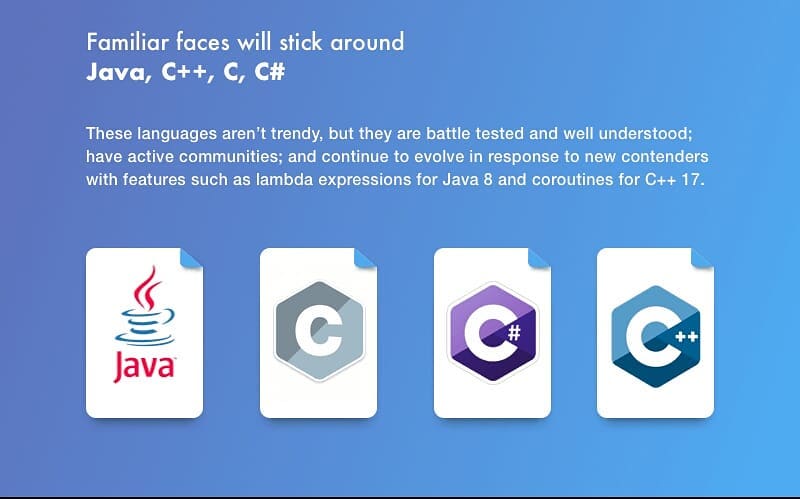 Familiar faces will stick around
Java, C++, C, C#
These languages aren’t trendy, but they are battle tested and well understood;
have active communities; and continue to evolve in response to new contenders
with features such as lambda expressions for Java 8 and coroutines for C++ 17.
Java™
C
C#
C++